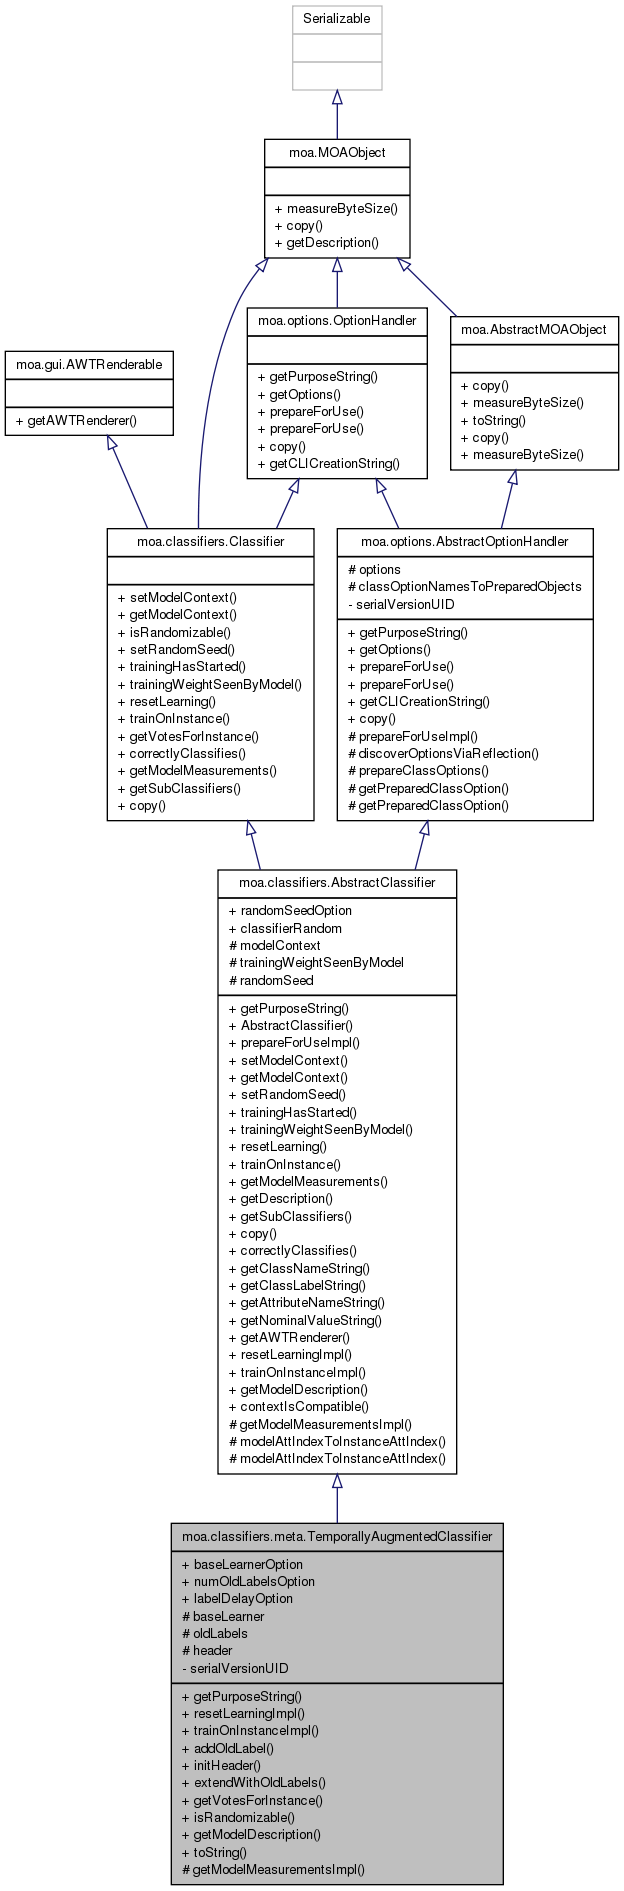 Serializable
moa.MOAObject
+ measureByteSize()
+ copy()
+ getDescription()
moa.gui.AWTRenderable
+ getAWTRenderer()
moa.options.OptionHandler
+ getPurposeString()
+ getOptions()
+ prepareForUse()
+ prepareForUse()
+ copy()
+ getCLICreationString()
moa.AbstractMOAObject
+ copy()
+ measureByteSize()
+ toString()
+ copy()
+ measureByteSize()
moa.classifiers.Classifier
+ setModelContext()
+ getModelContext()
+ isRandomizable()
+ setRandomSeed()
+ trainingHasStarted()
+ trainingWeightSeenByModel()
+ resetLearning()
+ trainOnInstance()
+ getVotesForInstance()
+ correctlyClassifies()
+ getModelMeasurements()
+ getSubClassifiers()
+ copy()
moa.options.AbstractOptionHandler
# options
# classOptionNamesToPreparedObjects
- serialVersionUID
+ getPurposeString()
+ getOptions()
+ prepareForUse()
+ prepareForUse()
+ getCLICreationString()
+ copy()
# prepareForUseImpl()
# discoverOptionsViaReflection()
# prepareClassOptions()
# getPreparedClassOption()
# getPreparedClassOption()
moa.classifiers.AbstractClassifier
+ randomSeedOption
+ classifierRandom
# modelContext
# trainingWeightSeenByModel
# randomSeed
+ getPurposeString()
+ AbstractClassifier()
+ prepareForUseImpl()
+ setModelContext()
+ getModelContext()
+ setRandomSeed()
+ trainingHasStarted()
+ trainingWeightSeenByModel()
+ resetLearning()
+ trainOnInstance()
+ getModelMeasurements()
+ getDescription()
+ getSubClassifiers()
+ copy()
+ correctlyClassifies()
+ getClassNameString()
+ getClassLabelString()
+ getAttributeNameString()
+ getNominalValueString()
+ getAWTRenderer()
+ resetLearningImpl()
+ trainOnInstanceImpl()
+ getModelDescription()
+ contextIsCompatible()
# getModelMeasurementsImpl()
# modelAttIndexToInstanceAttIndex()
# modelAttIndexToInstanceAttIndex()
moa.classifiers.meta.TemporallyAugmentedClassifier
+ baseLearnerOption
+ numOldLabelsOption
+ labelDelayOption
# baseLearner
# oldLabels
# header
- serialVersionUID
+ getPurposeString()
+ resetLearningImpl()
+ trainOnInstanceImpl()
+ addOldLabel()
+ initHeader()
+ extendWithOldLabels()
+ getVotesForInstance()
+ isRandomizable()
+ getModelDescription()
+ toString()
# getModelMeasurementsImpl()